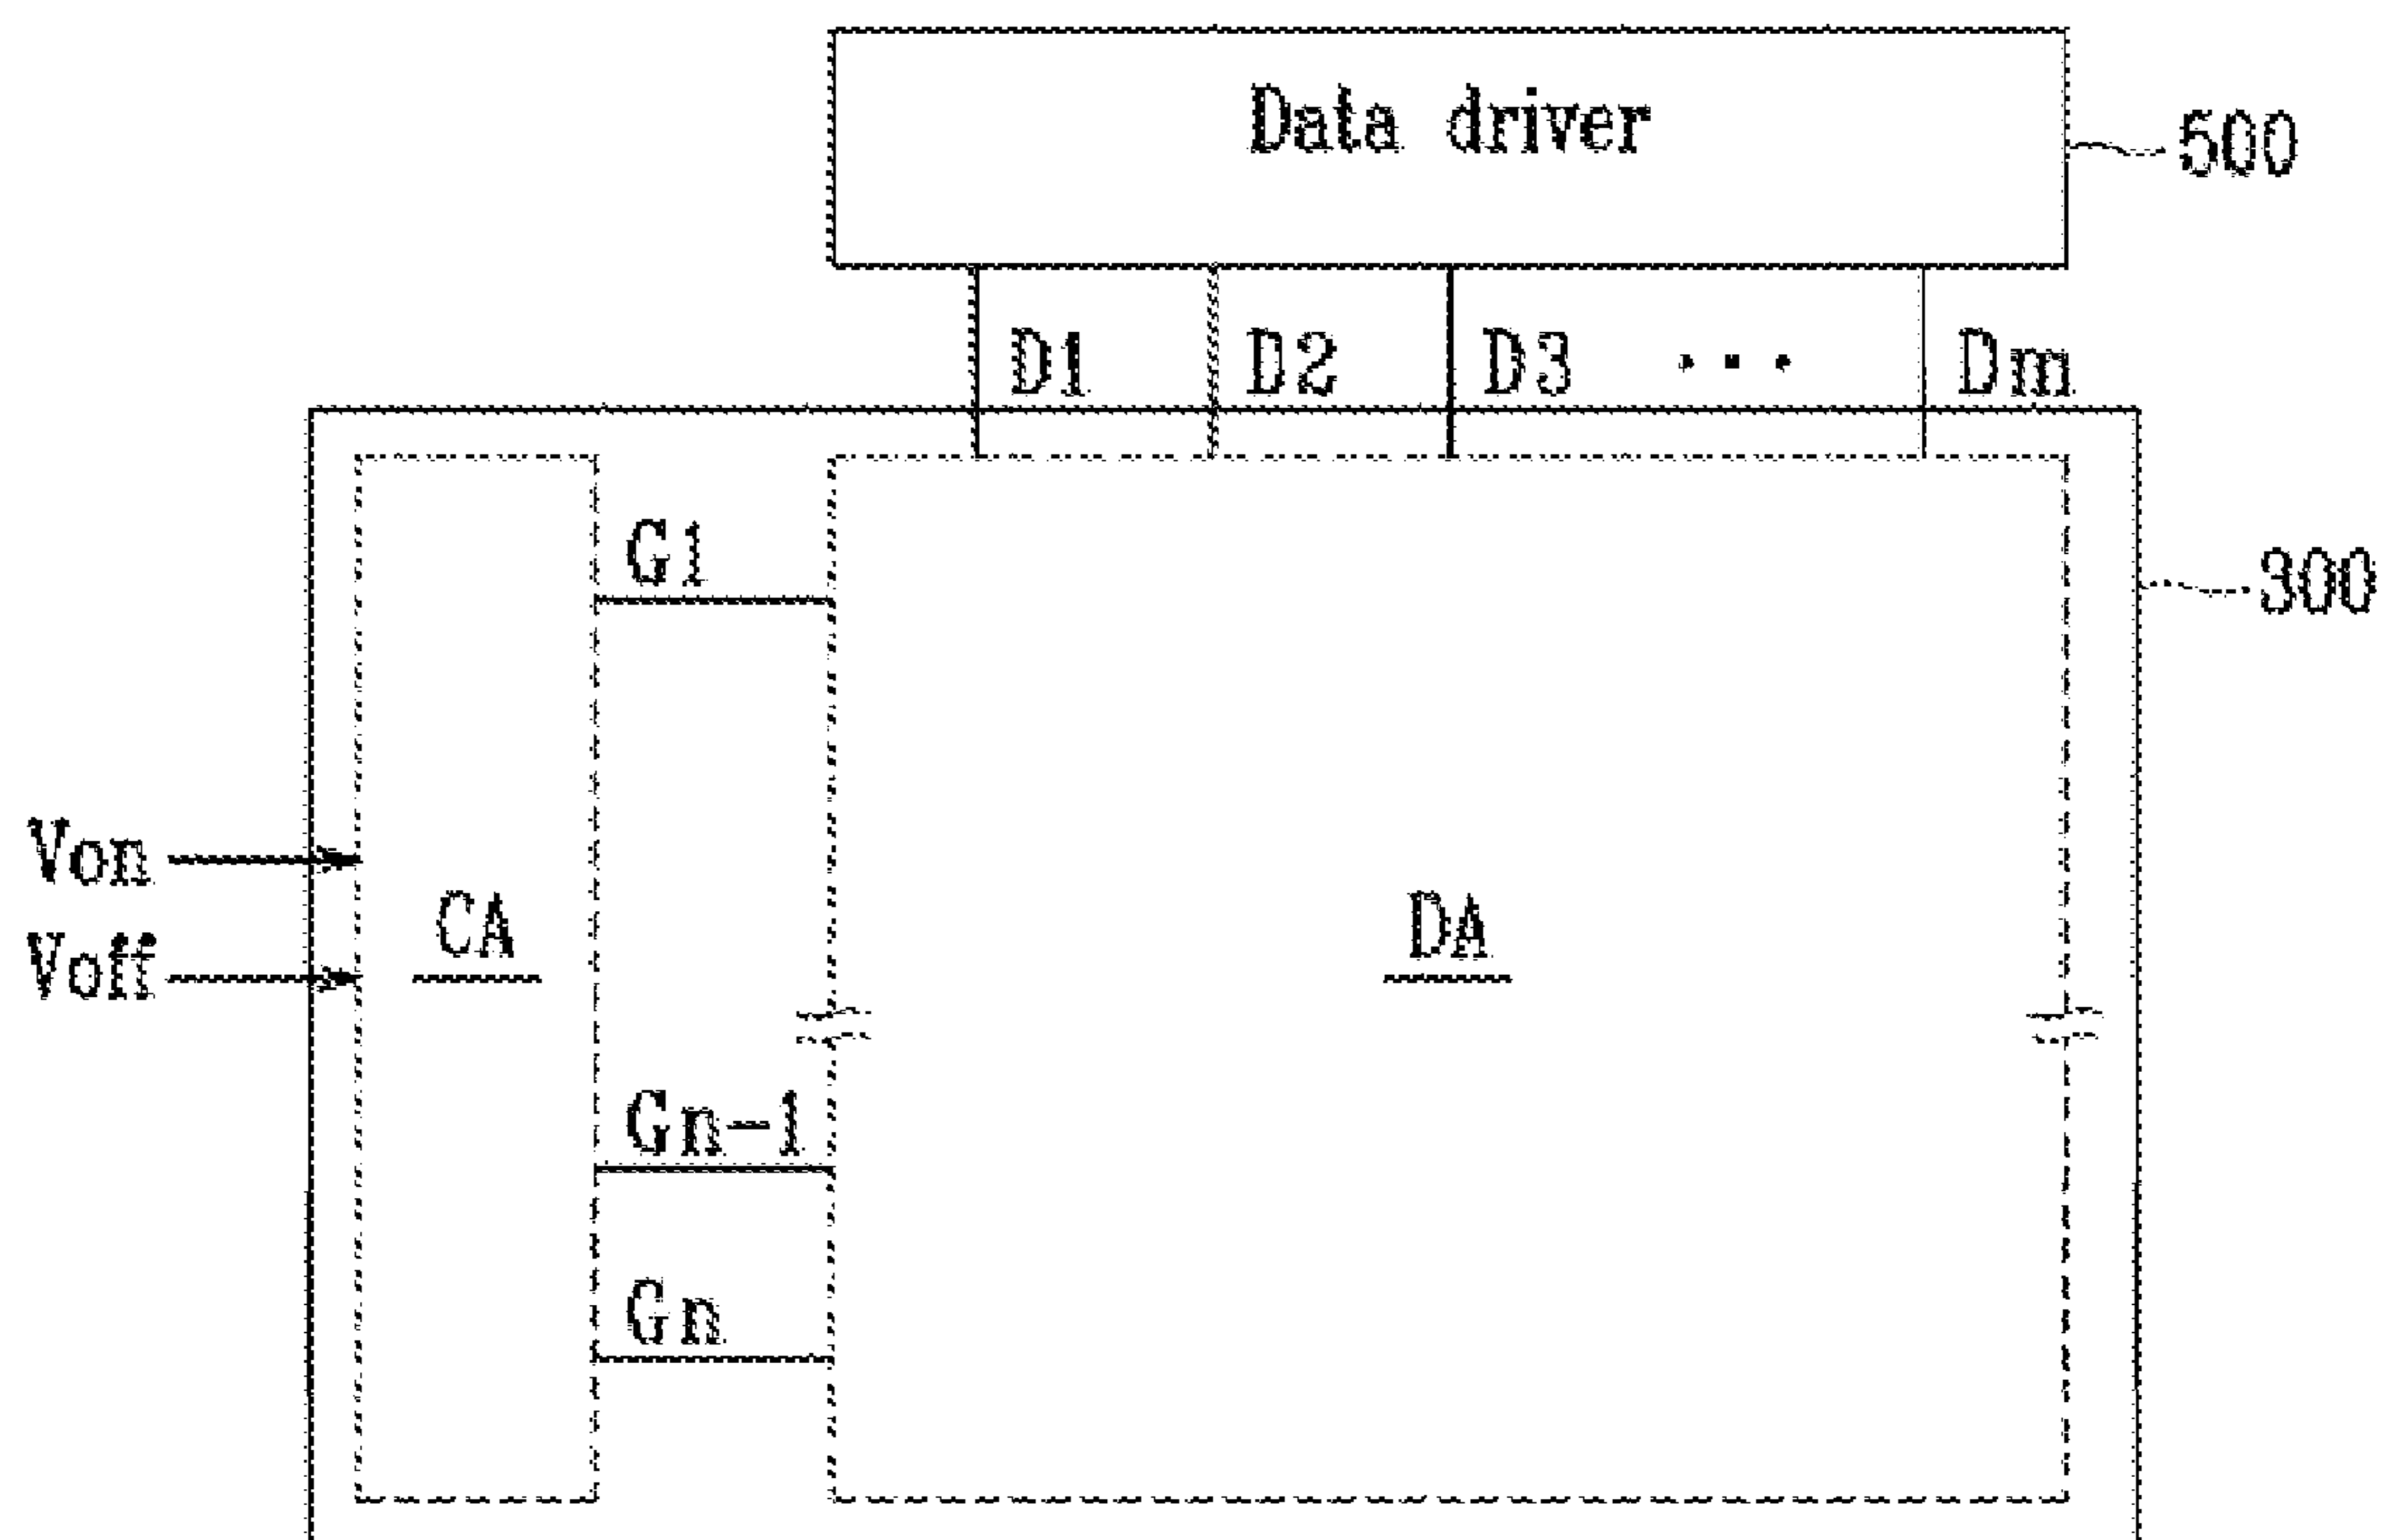 Data driver
500
D1 D2 D3 ... Dm
G1
300
Von
CA
DA
Voff
Gn-1
Gn